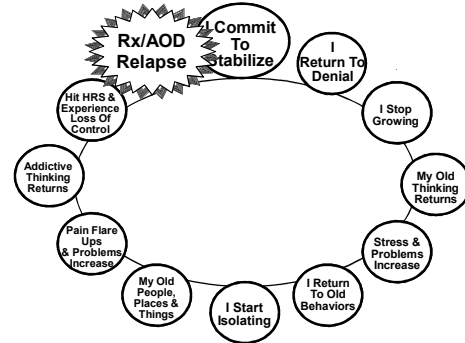 Rx/AOD
Relapse
I Commit
To
Stabilize
I
Return To
Denial
I Stop
Growing
My Old
Thinking
Returns
Stress &
Problems
Increase
I Return
To Old
Behaviors
I Start
Isolating
My Old
People,
Places &
Things
Pain Flare
Ups
& Problems
Increase
Addictive
Thinking
Returns
Hit HRS &
Experience
Loss Of
Control